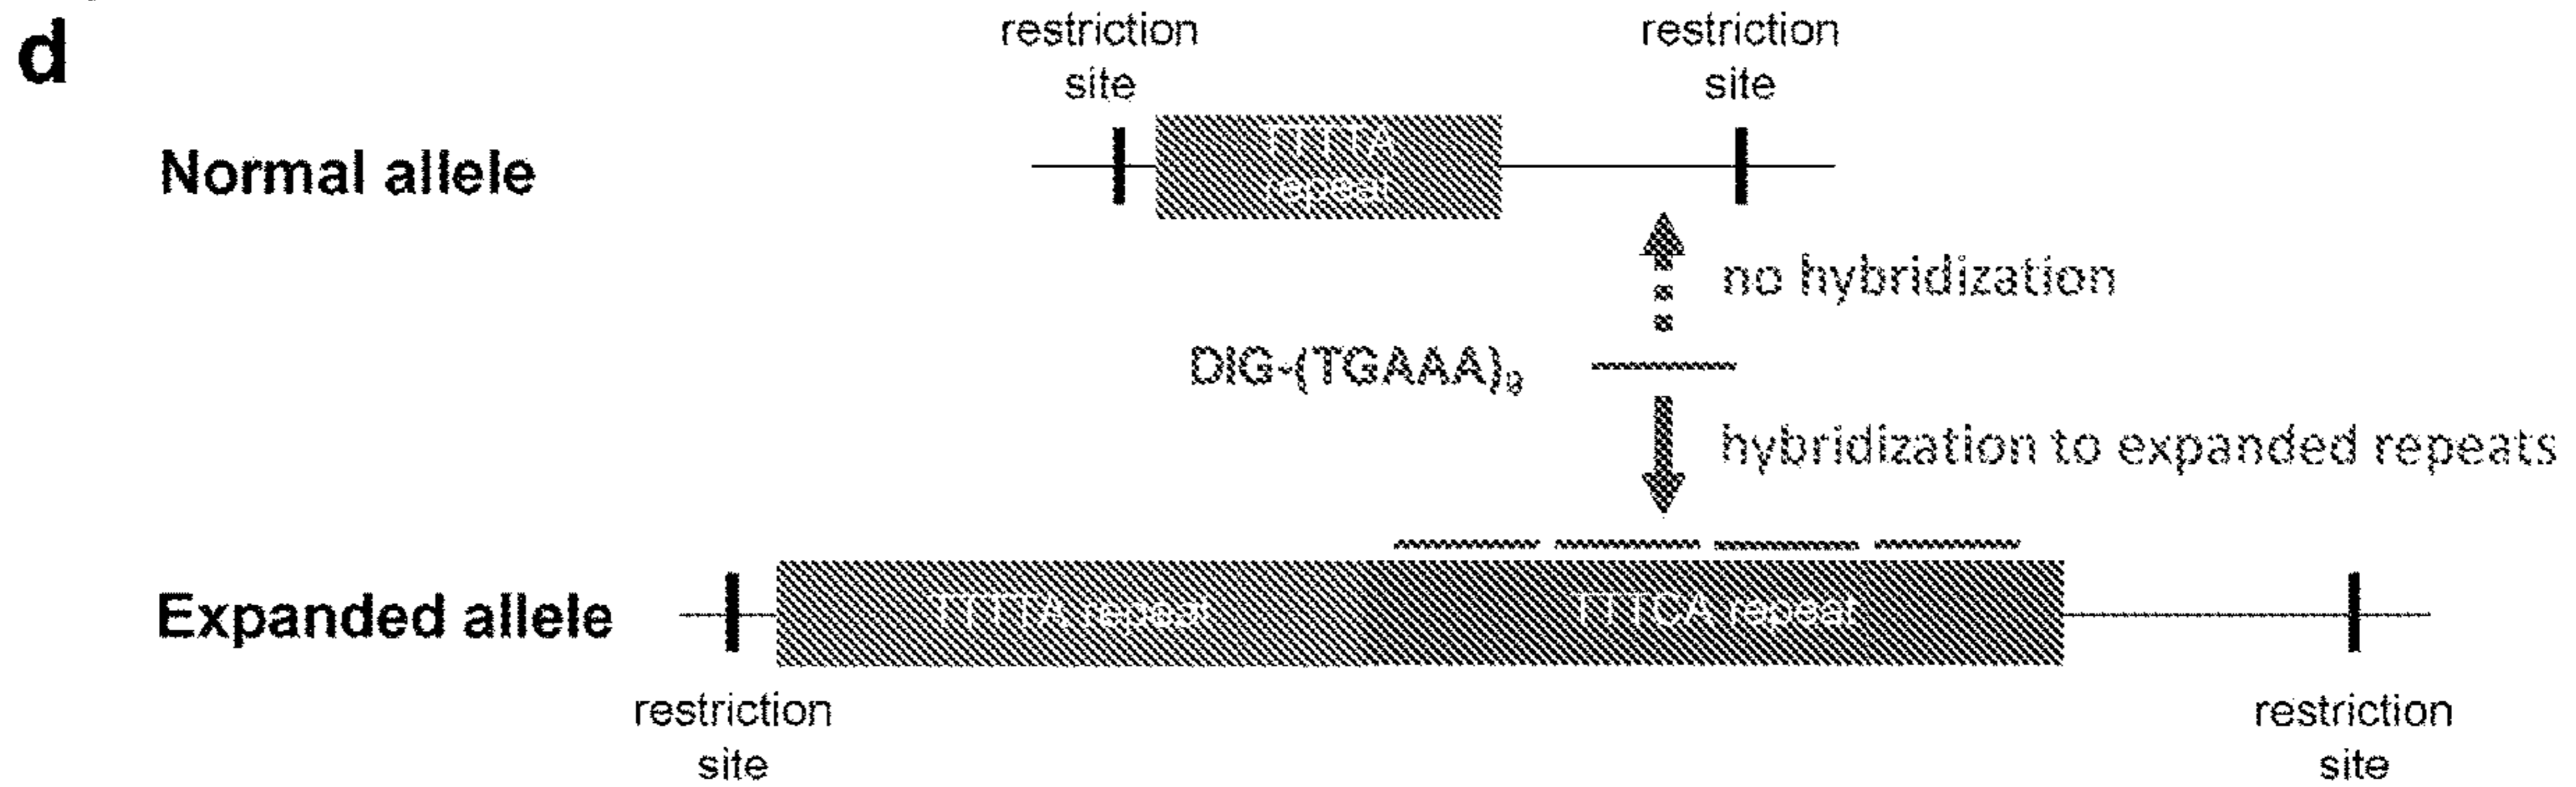 d
restriction
site
restriction
site
Normal allele
TTTTA
repeat
no hybridization
DIG-(TGAAA)₉
hybridization to expanded repeats
Expanded allele
TTTTA repeat
TTTCA repeat
restriction
site
restriction
site